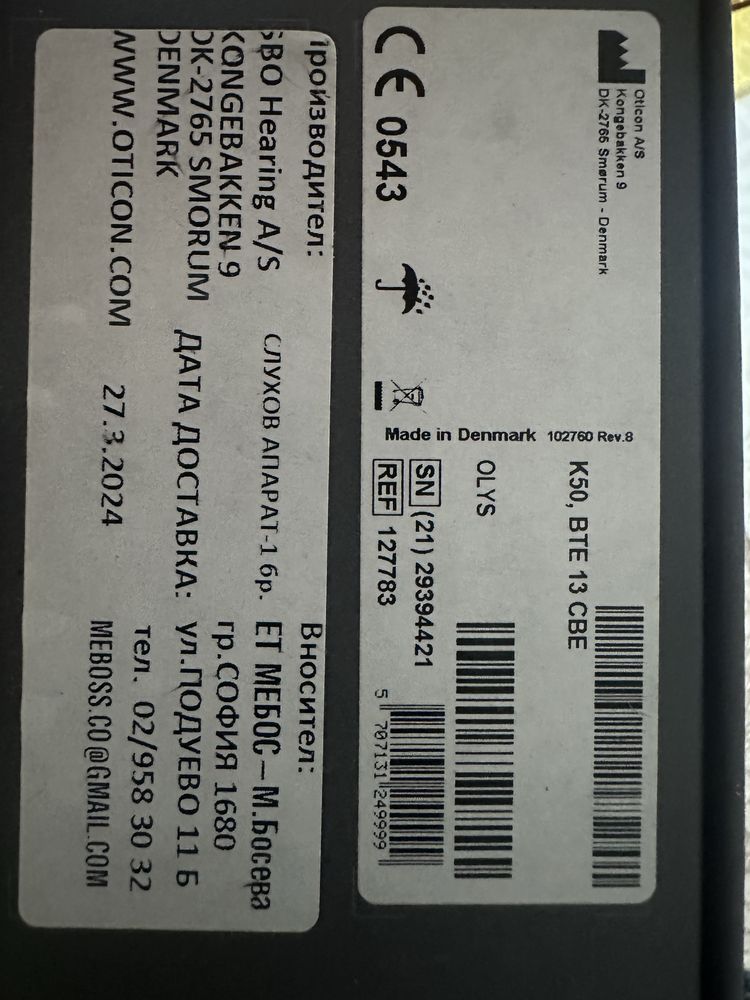 Oticon A/S
Kongebakken 9
DK-2765 Smørum - Denmark
CE 0543
Made in Denmark 102760 Rev.8
K50, BTE 13 CBE
OLYS
SN (21) 29394421
REF 127783
5 707131 249999
Производител:
SBO Hearing A/S
KONGEBAKKEN 9
DK-2765 SMORUM
DENMARK
WWW.OTICON.COM
СЛУХОВ АПАРАТ-1 бр.
ДАТА ДОСТАВКА:
27.3.2024
Вносител:
ЕТ МЕБОС – М.Босева
гр.СОФИЯ 1680
ул.ПОДУЕВО 11 Б
тел. 02/958 30 32
MEBOSS.CO@GMAIL.COM